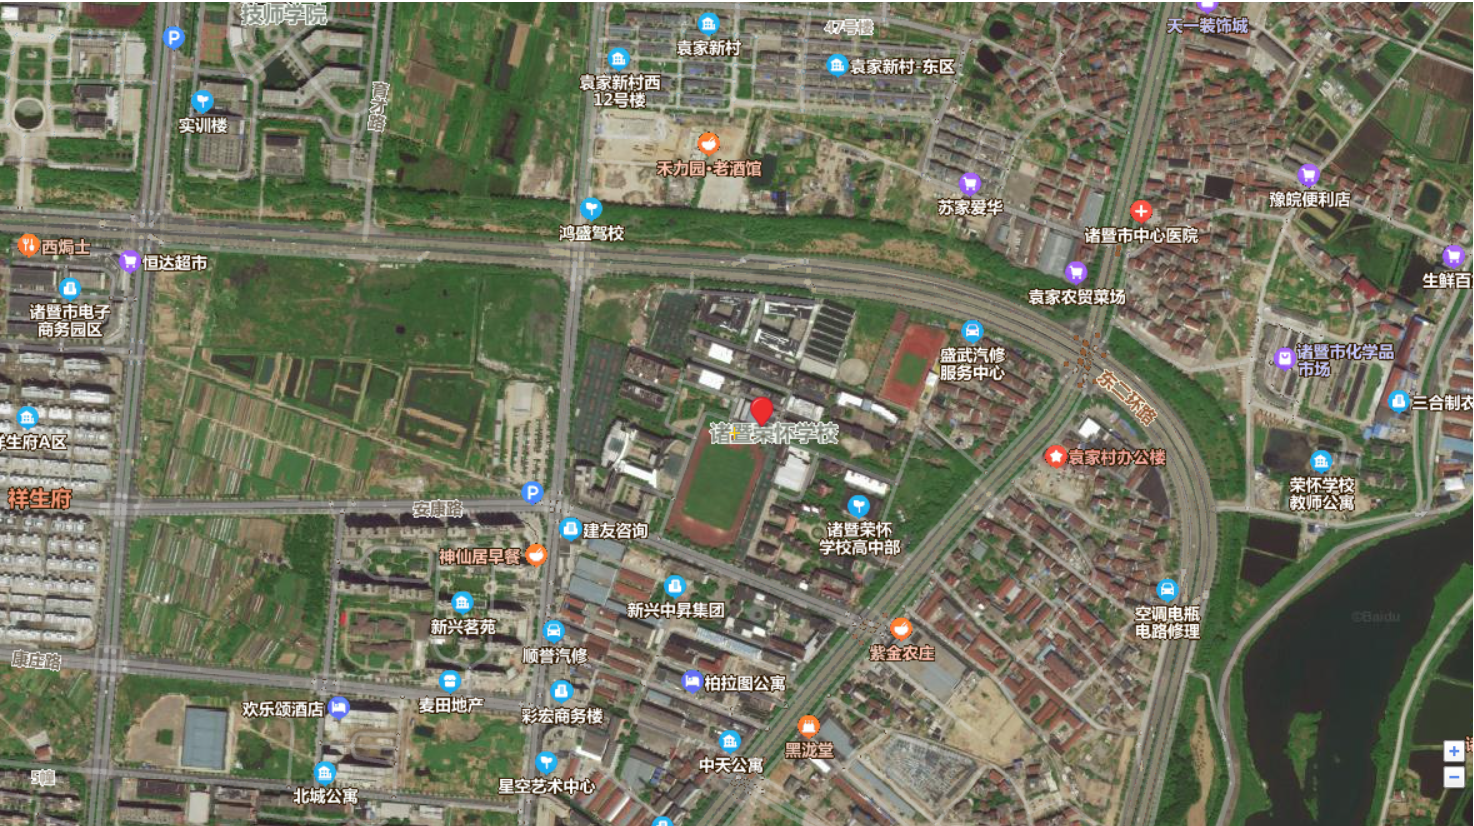 技师学院
P
袁家新村
47号楼
天一装饰城
袁家新村西
12号楼
袁家新村-东区
育才路
实训楼
禾力园·老酒馆
苏家爱华
豫皖便利店
鸿盛驾校
诸暨市中心医院
西焗士
恒达超市
袁家农贸菜场
生鲜百
诸暨市电子
商务园区
盛武汽修
服务中心
诸暨市化学品
市场
东二环路
三合制衣
诸暨荣怀学校
祥生府A区
袁家村办公楼
荣怀学校
教师公寓
祥生府
P
安康路
建友咨询
诸暨荣怀
学校高中部
神仙居早餐
新兴中昇集团
新兴茗苑
空调电瓶
电路修理
©Baidu
顺誉汽修
紫金农庄
康庄路
柏拉图公寓
欢乐颂酒店
麦田地产
彩宏商务楼
黑泷堂
中天公寓
5幢
北城公寓
星空艺术中心
+
−